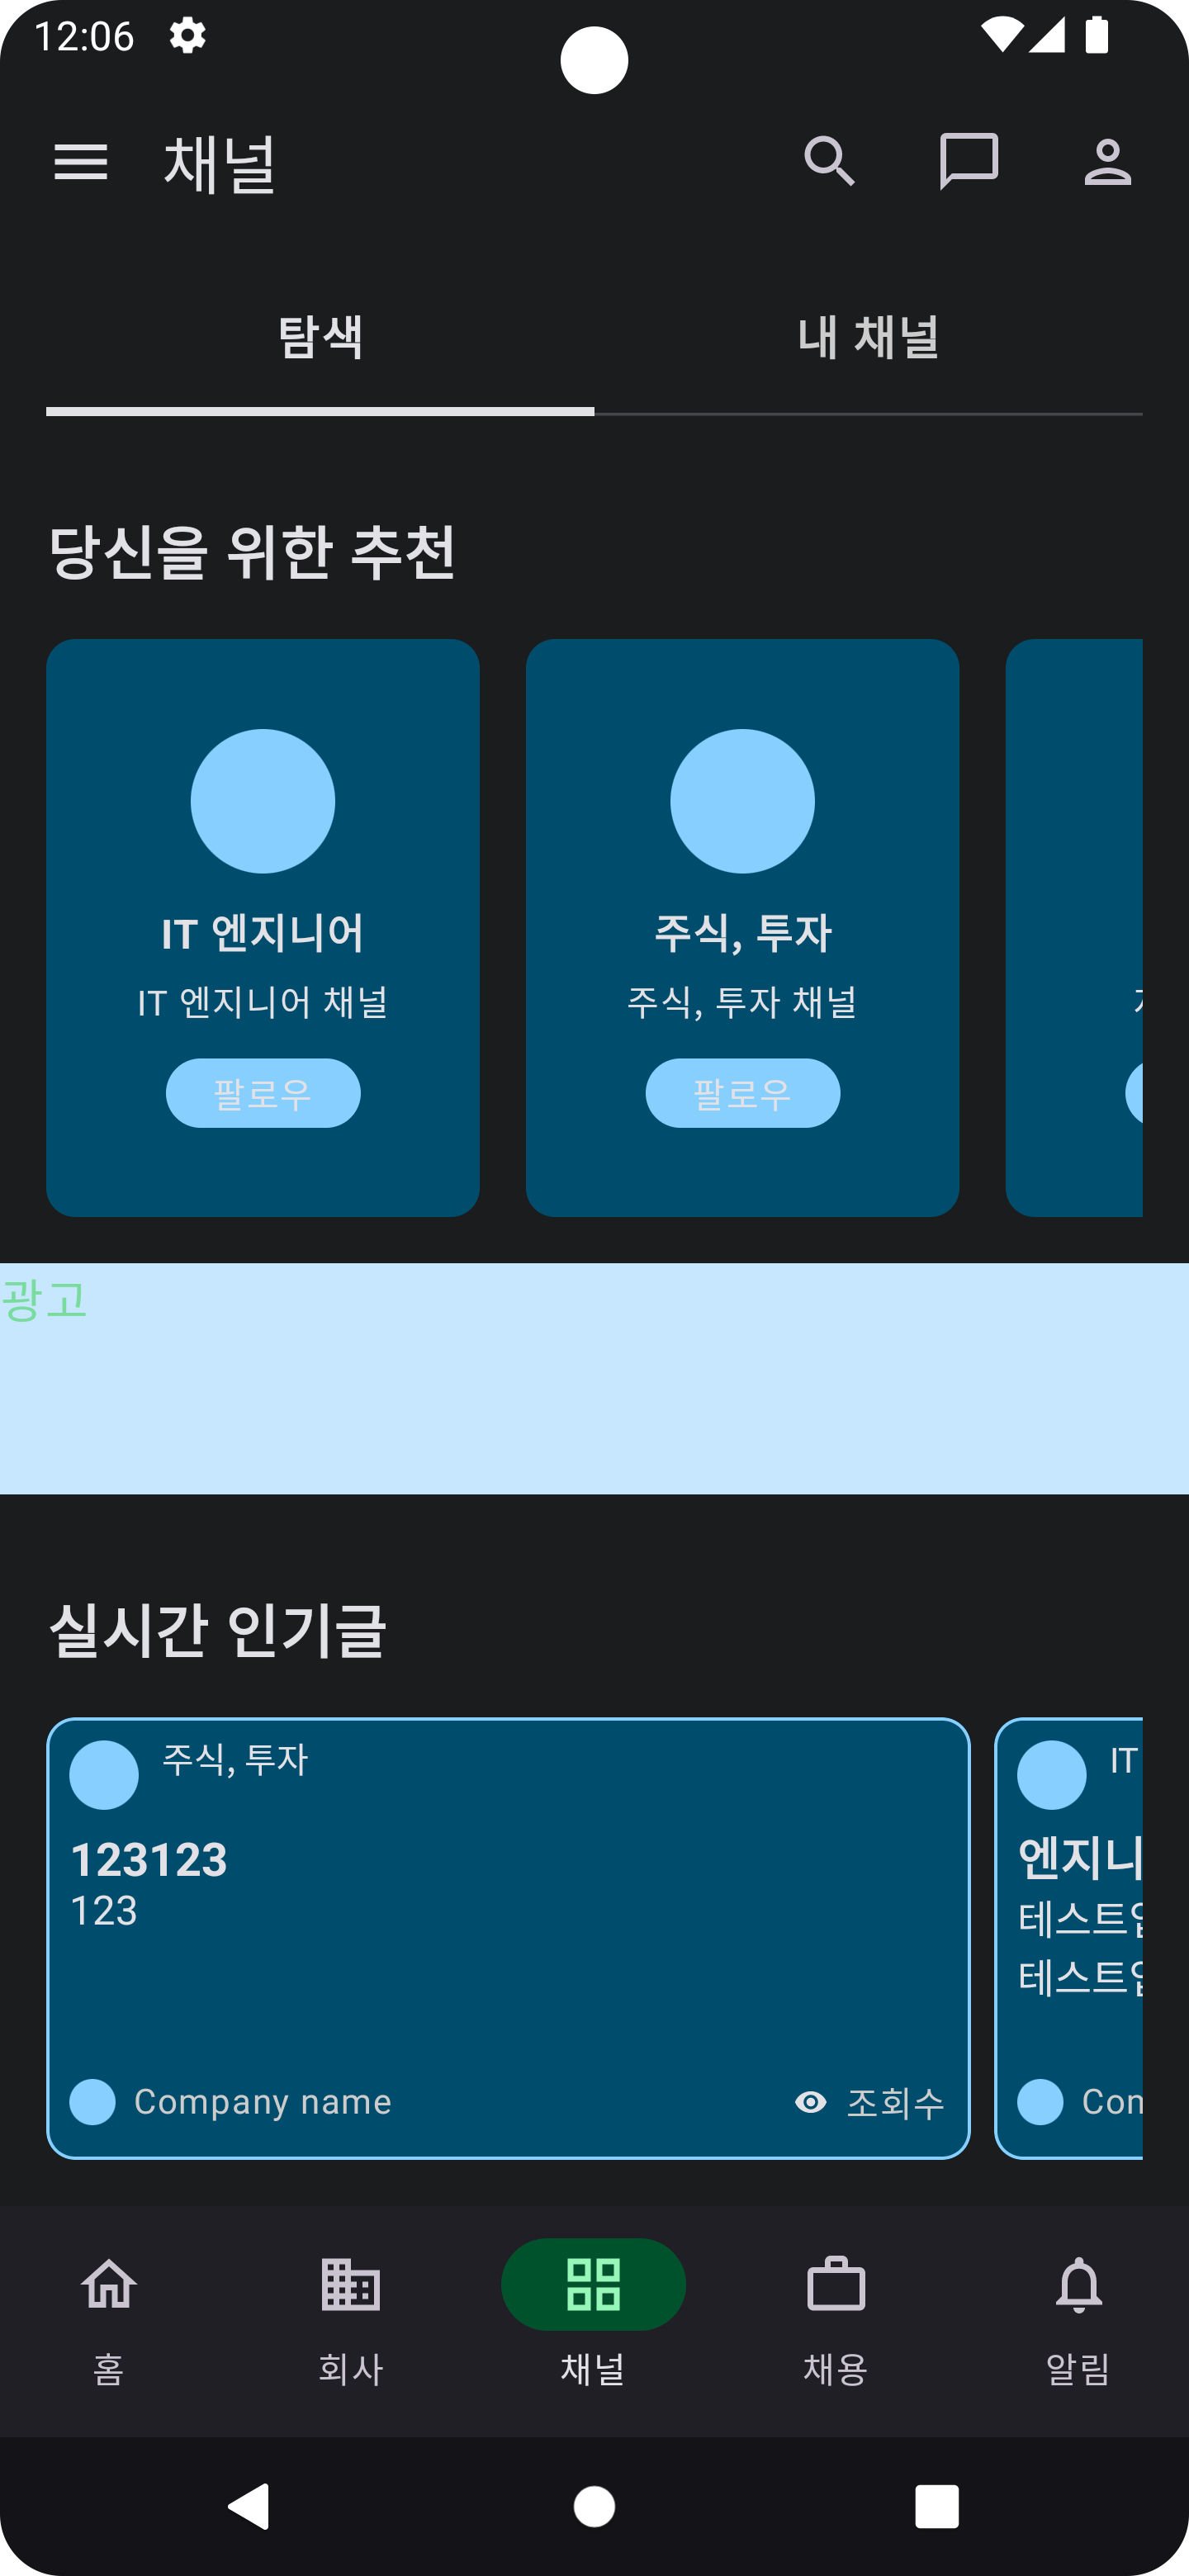 12:06
채널
탐색
내 채널
당신을 위한 추천
IT 엔지니어
IT 엔지니어 채널
팔로우
주식, 투자
주식, 투자 채널
팔로우
광고
실시간 인기글
주식, 투자
123123
123
Company name
조회수
IT
엔지니
테스트
테스트
홈
회사
채널
채용
알림